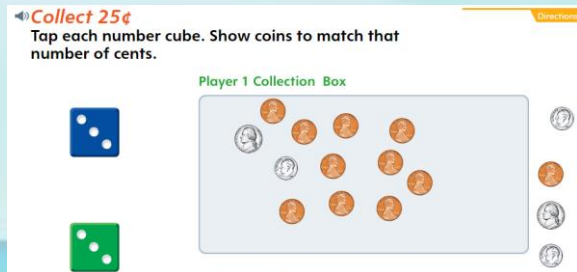 Collect 25¢
Directions
Tap each number cube. Show coins to match that
number of cents.
Player 1 Collection Box